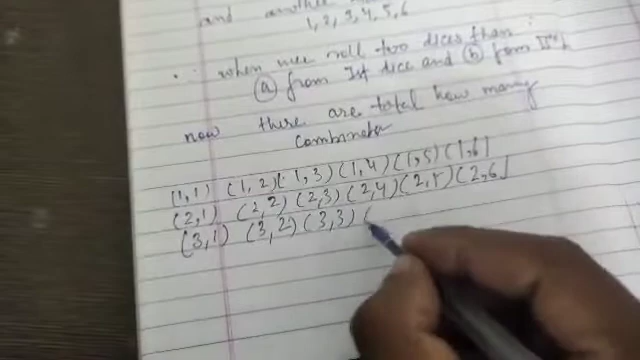 and another
1, 2, 3, 4, 5, 6
∴ when we roll two dices than
(a) from Ist dice and (b) from IInd
now there are total how many
Combinator
(1,1) (1,2) (1,3) (1,4) (1,5) (1,6)
(2,1) (2,2) (2,3) (2,4) (2,5) (2,6)
(3,1) (3,2) (3,3) (